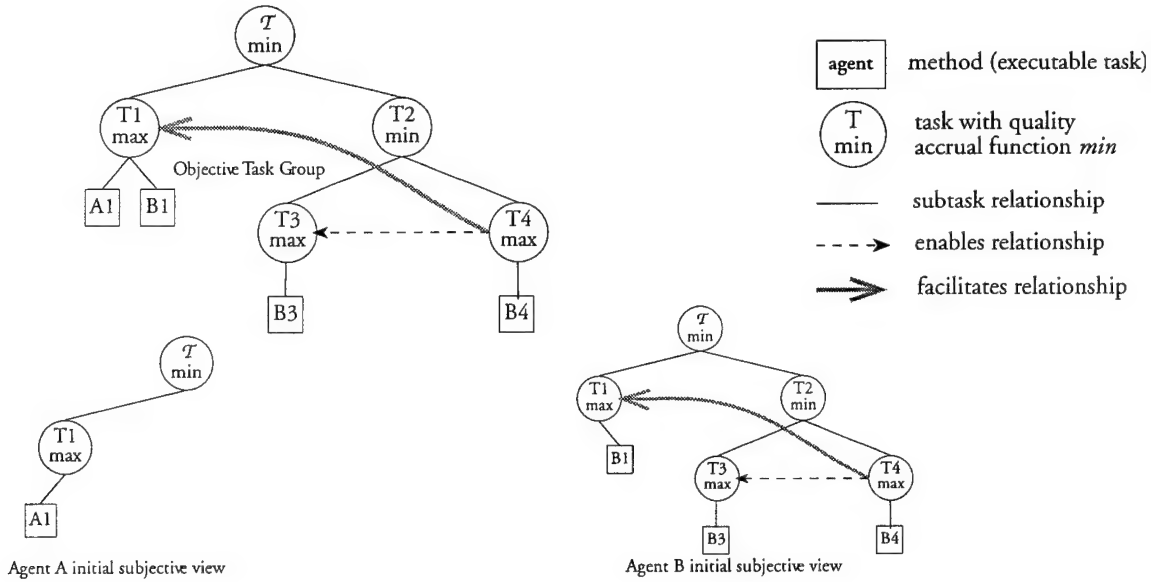 𝒯
min
T1
max
T2
min
Objective Task Group
A1
B1
T3
max
T4
max
B3
B4
agent
method (executable task)
T
min
task with quality
accrual function min
subtask relationship
enables relationship
facilitates relationship
𝒯
min
T1
max
A1
Agent A initial subjective view
𝒯
min
T1
max
T2
min
B1
T3
max
T4
max
B3
B4
Agent B initial subjective view